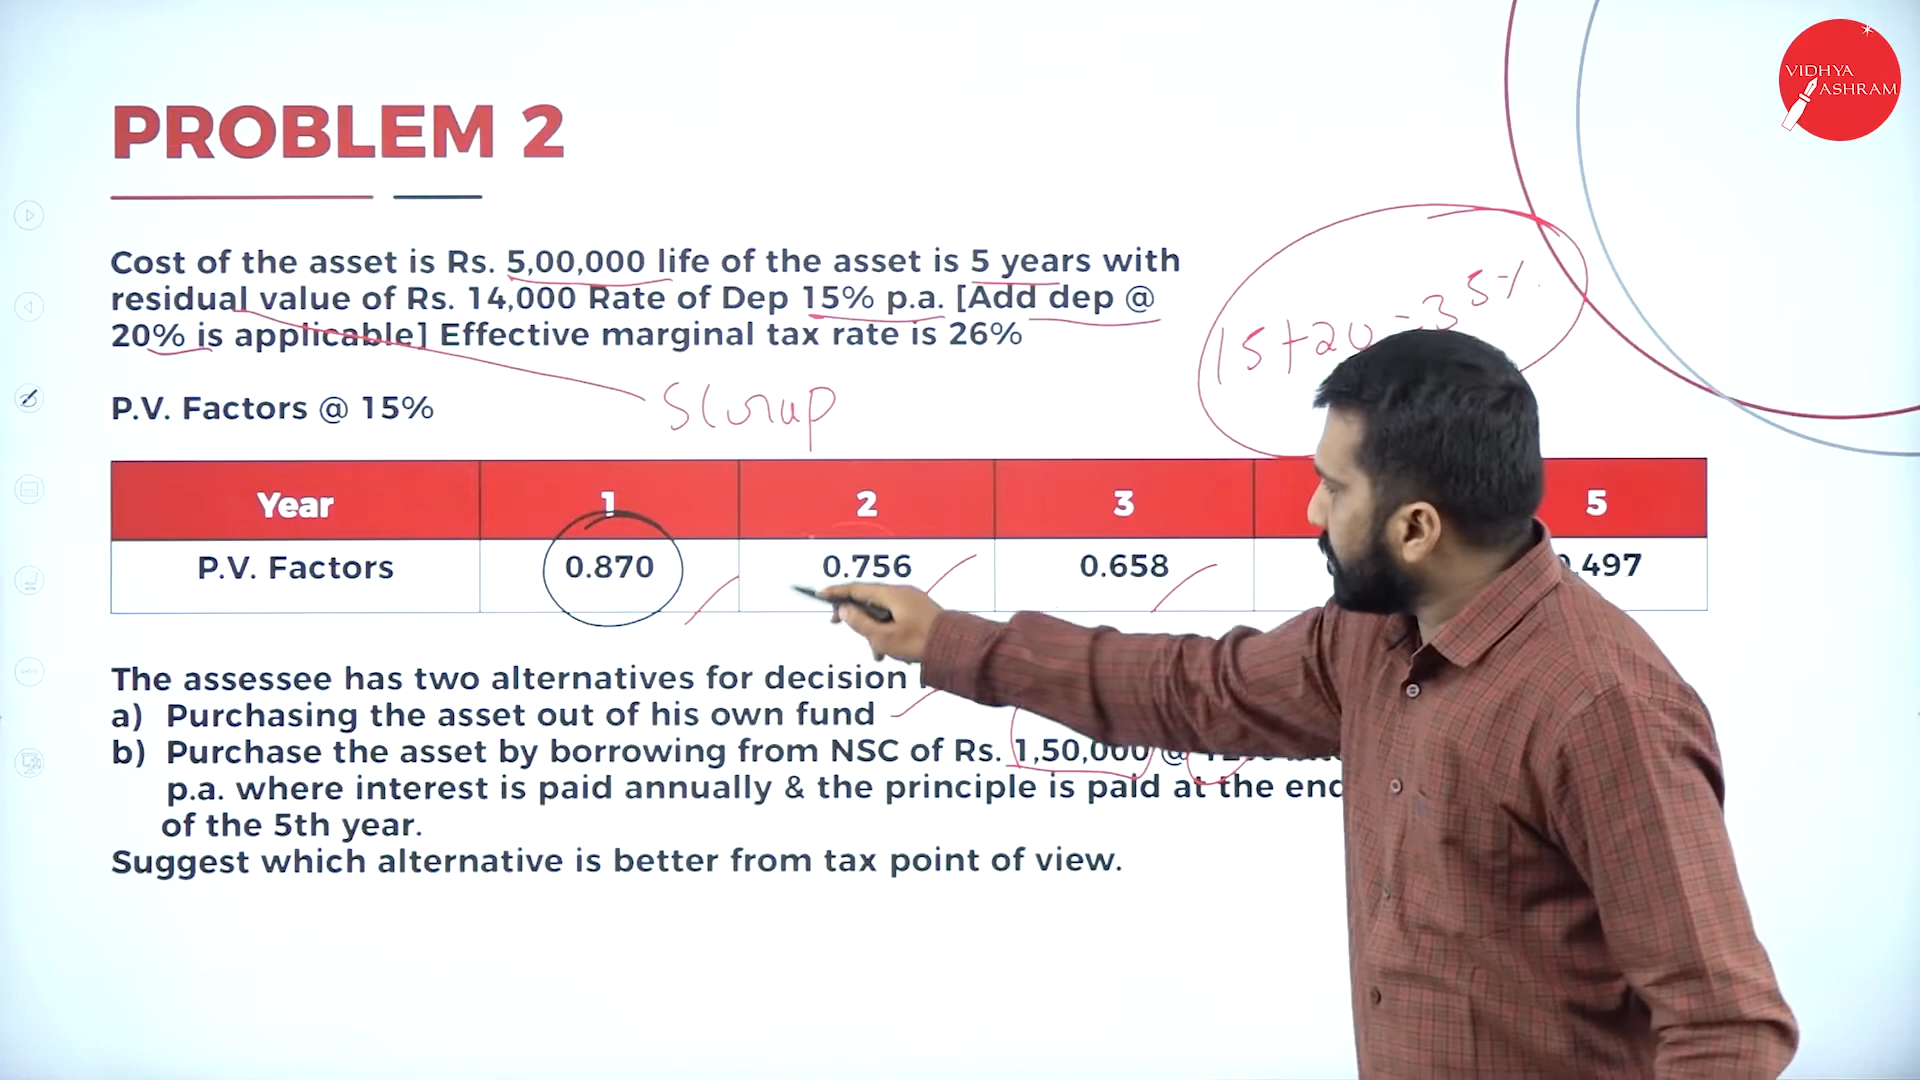 VIDHYA
ASHRAM
PROBLEM 2
Cost of the asset is Rs. 5,00,000 life of the asset is 5 years with
residual value of Rs. 14,000 Rate of Dep 15% p.a. [Add dep @
20% is applicable] Effective marginal tax rate is 26%
15+20=35%
P.V. Factors @ 15%
Year 1 2 3 5
P.V. Factors 0.870 0.756 0.658 .497
The assessee has two alternatives for decision
a) Purchasing the asset out of his own fund
b) Purchase the asset by borrowing from NSC of Rs. 1,50,000 @
p.a. where interest is paid annually & the principle is paid at the end
of the 5th year.
Suggest which alternative is better from tax point of view.